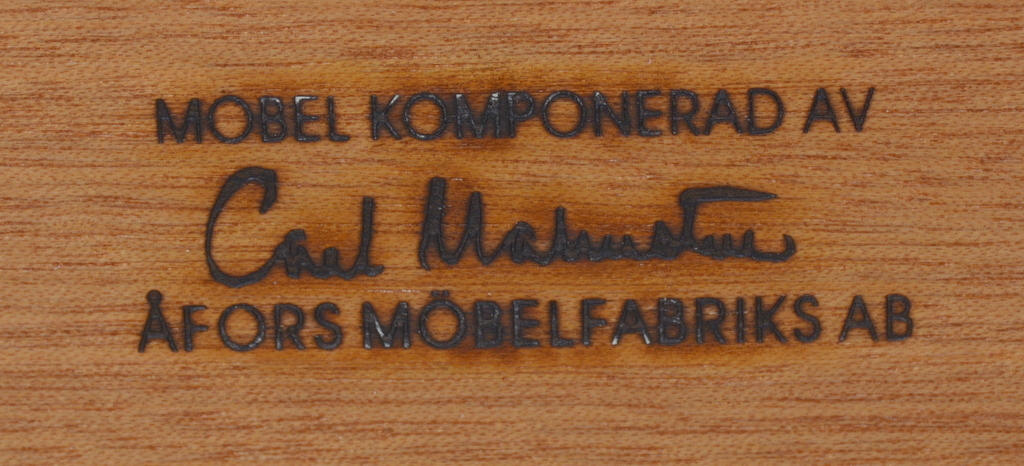 MOBEL KOMPONERAD AV
Carl Malmsten
ÅFORS MÖBELFABRIKS AB